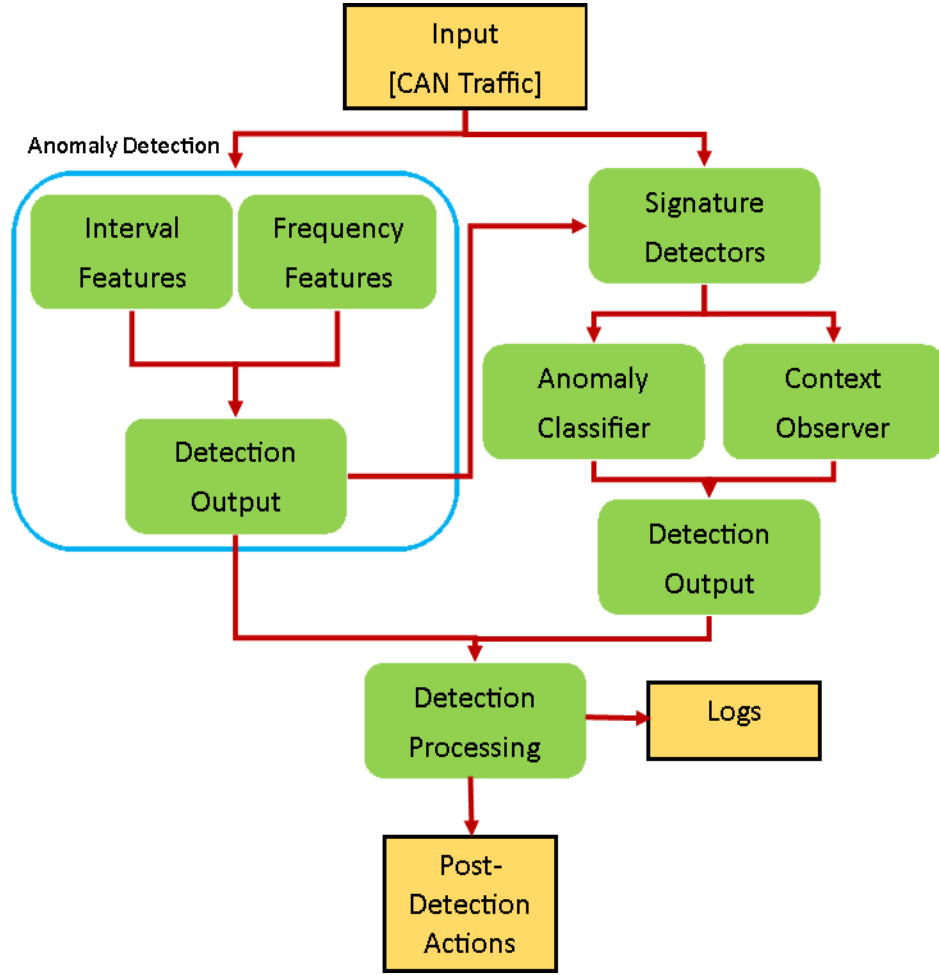 Input
[CAN Traffic]
Anomaly Detection
Interval
Features
Frequency
Features
Signature
Detectors
Anomaly
Classifier
Context
Observer
Detection
Output
Detection
Output
Detection
Processing
Logs
Post-
Detection
Actions